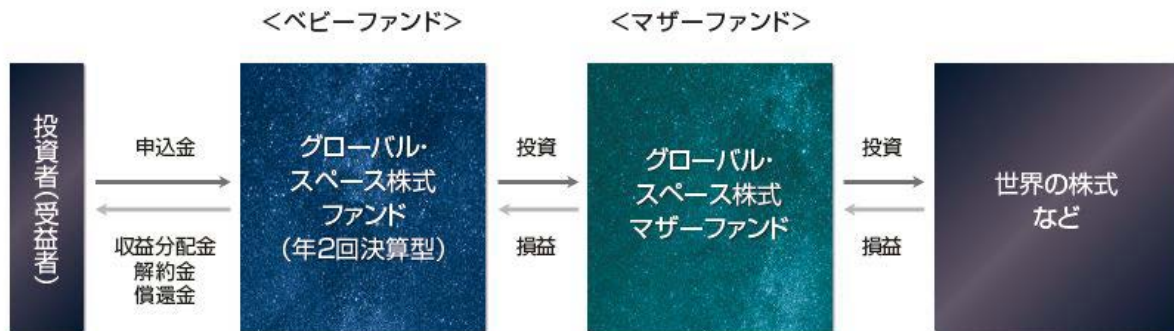 <ベビーファンド>
<マザーファンド>
投資者(受益者)
申込金
収益分配金
解約金
償還金
グローバル・
スペース株式
ファンド
(年2回決算型)
投資
損益
グローバル・
スペース株式
マザーファンド
投資
損益
世界の株式
など